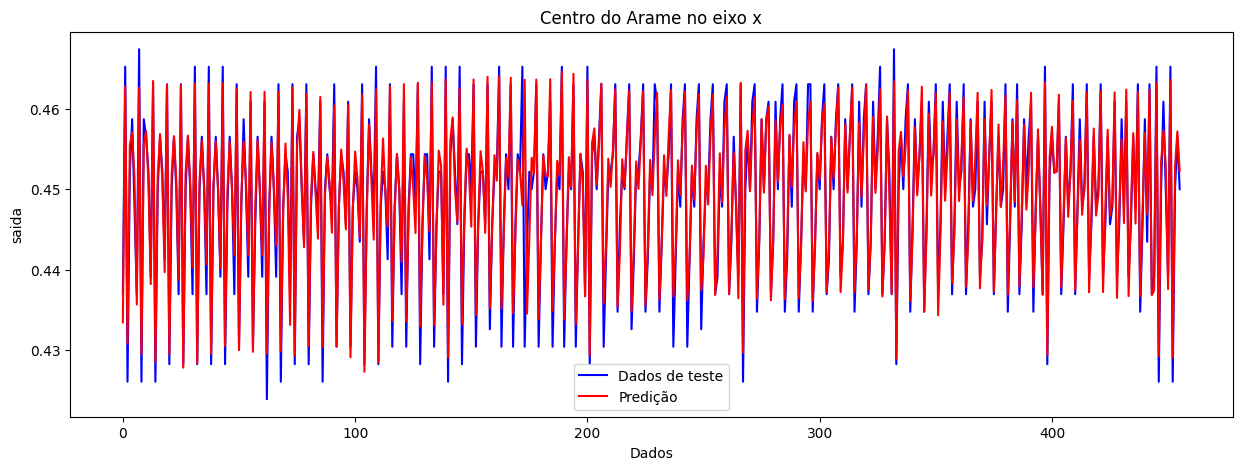 Centro do Arame no eixo x
saida
0.46
0.45
0.44
0.43
Dados de teste
Predição
0 100 200 300 400
Dados